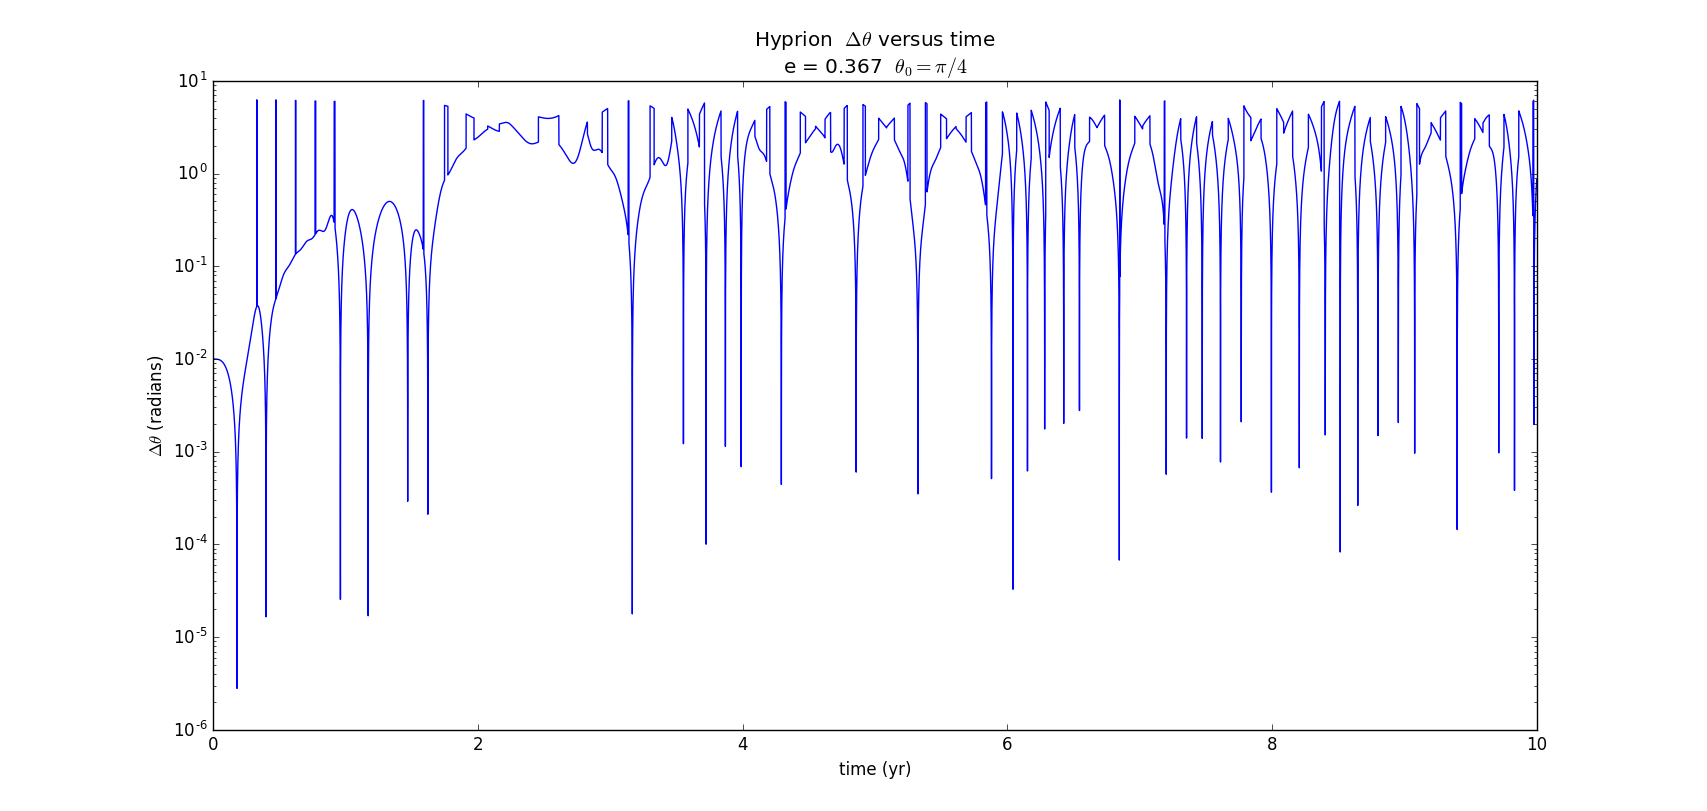 Hyprion Δθ versus time
e = 0.367 θ₀ = π/4
10¹
10⁰
10⁻¹
10⁻²
10⁻³
10⁻⁴
10⁻⁵
10⁻⁶
Δθ (radians)
0 2 4 6 8 10
time (yr)